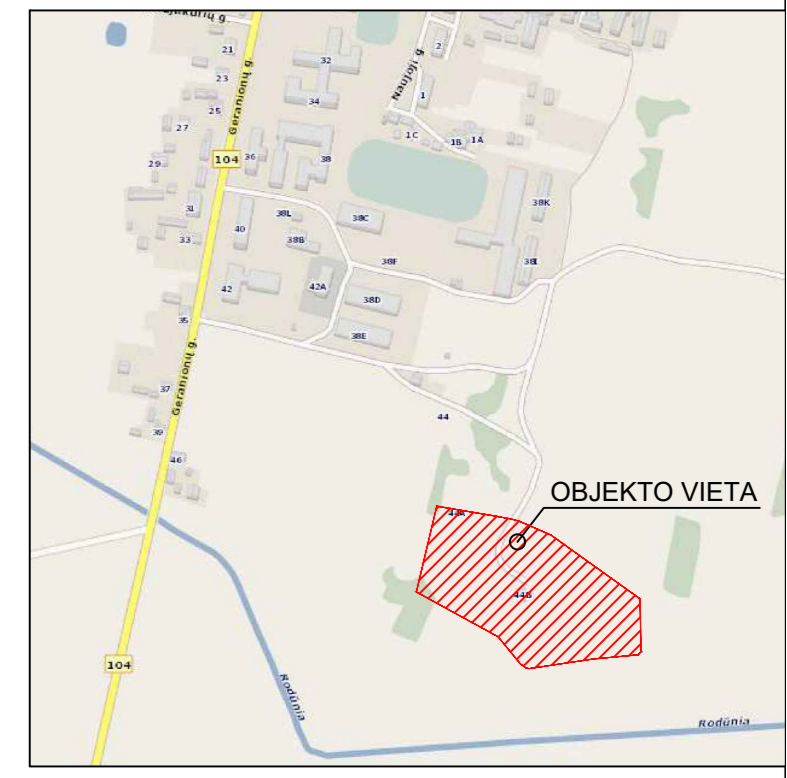 21
23
25
27
29
31
33
35
37
39
46
Geranionų g.
104
32
34
36
38
Naujoji g.
2
1
1C
1B
1A
38L
38C
38K
40
38B
38F
42
42A
38D
38E
Geranionų g.
44
44A
OBJEKTO VIETA
44B
104
Rodūnia
Rodūnia